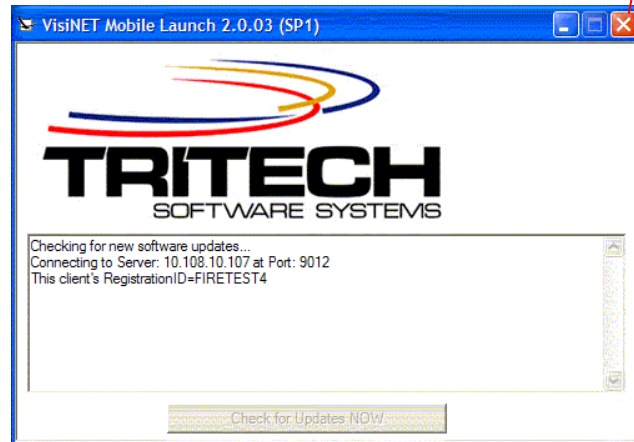 VisiNET Mobile Launch 2.0.03 (SP1)
TRITECH
SOFTWARE SYSTEMS
Checking for new software updates...
Connecting to Server: 10.108.10.107 at Port: 9012
This client's RegistrationID=FIRETEST4
Check for Updates NOW